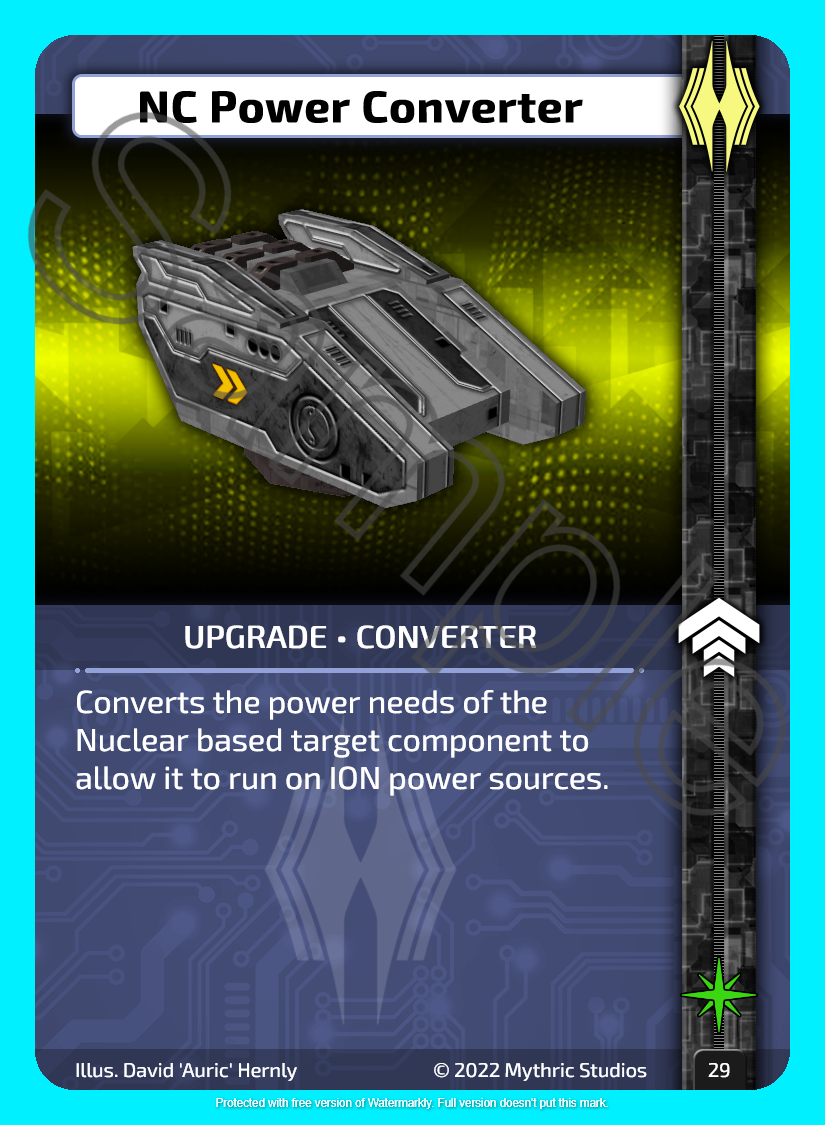 NC Power Converter
UPGRADE • CONVERTER
Converts the power needs of the
Nuclear based target component to
allow it to run on ION power sources.
Illus. David 'Auric' Hernly
© 2022 Mythric Studios
29
Sample
Protected with free version of Watermarkly. Full version doesn't put this mark.